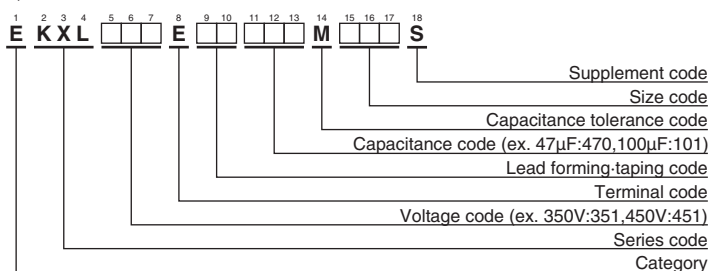 1 2 3 4 5 6 7 8 9 10 11 12 13 14 15 16 17 18
E K X L E M S
Supplement code
Size code
Capacitance tolerance code
Capacitance code (ex. 47μF:470,100μF:101)
Lead forming·taping code
Terminal code
Voltage code (ex. 350V:351,450V:451)
Series code
Category